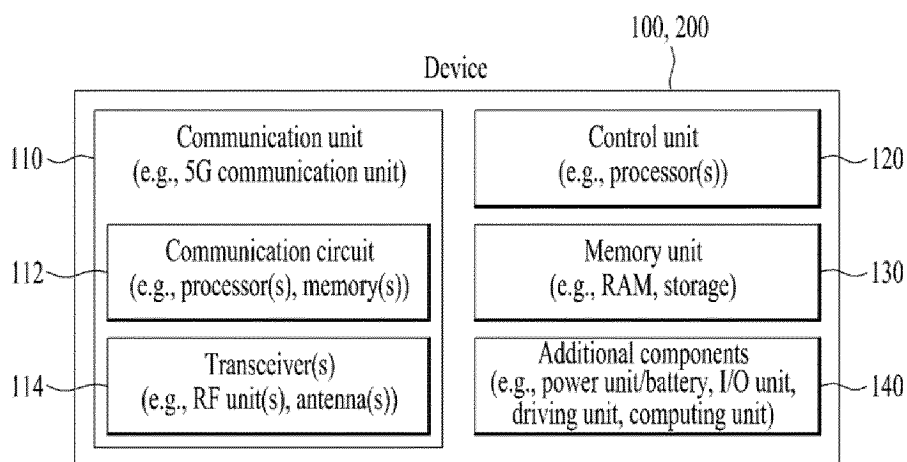 100, 200
Device
110
Communication unit
(e.g., 5G communication unit)
112
Communication circuit
(e.g., processor(s), memory(s))
114
Transceiver(s)
(e.g., RF unit(s), antenna(s))
Control unit
(e.g., processor(s))
120
Memory unit
(e.g., RAM, storage)
130
Additional components
(e.g., power unit/battery, I/O unit,
driving unit, computing unit)
140